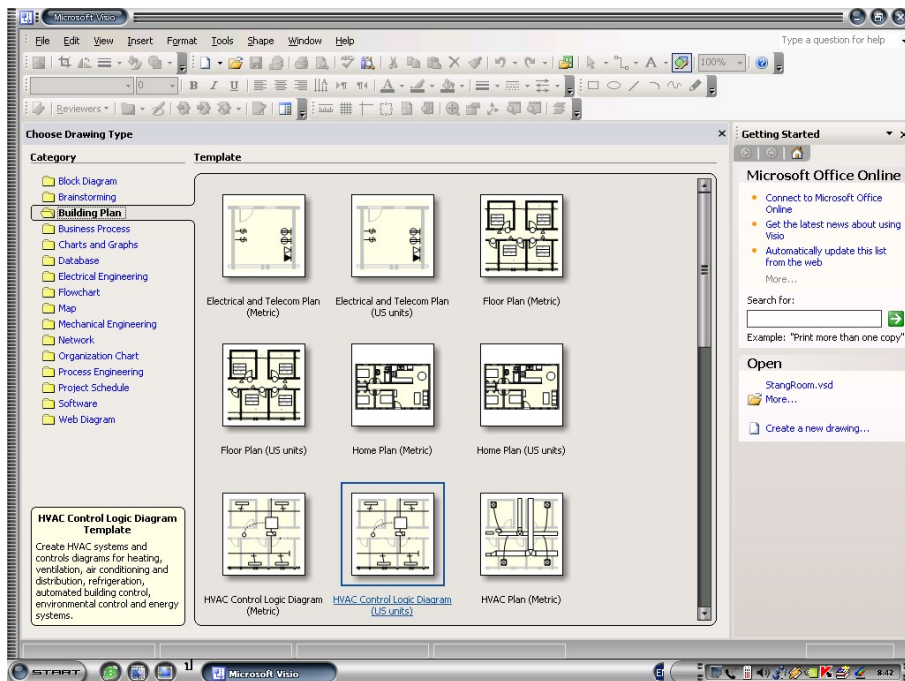 Microsoft Visio
File Edit View Insert Format Tools Shape Window Help
Type a question for help
100%
0
B I U
Reviewers
Choose Drawing Type
Category
Template
Block Diagram
Brainstorming
Building Plan
Business Process
Charts and Graphs
Database
Electrical Engineering
Flowchart
Map
Mechanical Engineering
Network
Organization Chart
Process Engineering
Project Schedule
Software
Web Diagram
HVAC Control Logic Diagram
Template
Create HVAC systems and
controls diagrams for heating,
ventilation, air conditioning and
distribution, refrigeration,
automated building control,
environmental control and energy
systems.
Electrical and Telecom Plan
(Metric)
Electrical and Telecom Plan
(US units)
Floor Plan (Metric)
Floor Plan (US units)
Home Plan (Metric)
Home Plan (US units)
HVAC Control Logic Diagram
(Metric)
HVAC Control Logic Diagram
(US units)
HVAC Plan (Metric)
Getting Started
Microsoft Office Online
Connect to Microsoft Office
Online
Get the latest news about using
Visio
Automatically update this list
from the web
More...
Search for:
Example: "Print more than one copy"
Open
StangRoom.vsd
More...
Create a new drawing...
START
ป
Microsoft Visio
8:42